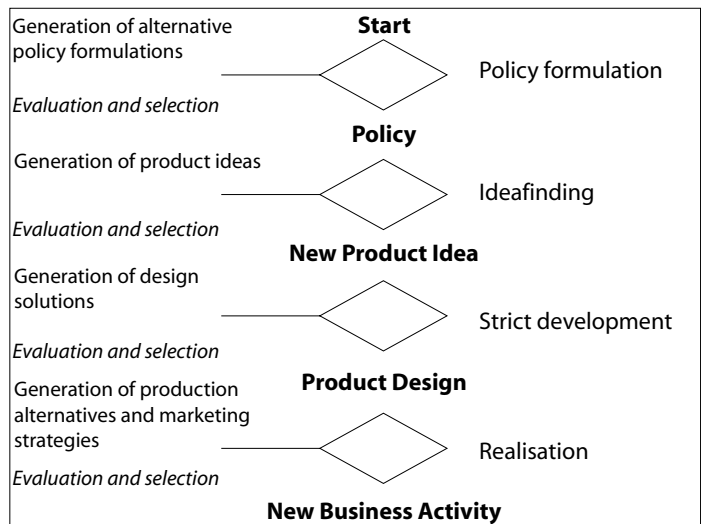 Generation of alternative
policy formulations
Start
Policy formulation
Evaluation and selection
Policy
Generation of product ideas
Ideafinding
Evaluation and selection
New Product Idea
Generation of design
solutions
Strict development
Evaluation and selection
Product Design
Generation of production
alternatives and marketing
strategies
Realisation
Evaluation and selection
New Business Activity